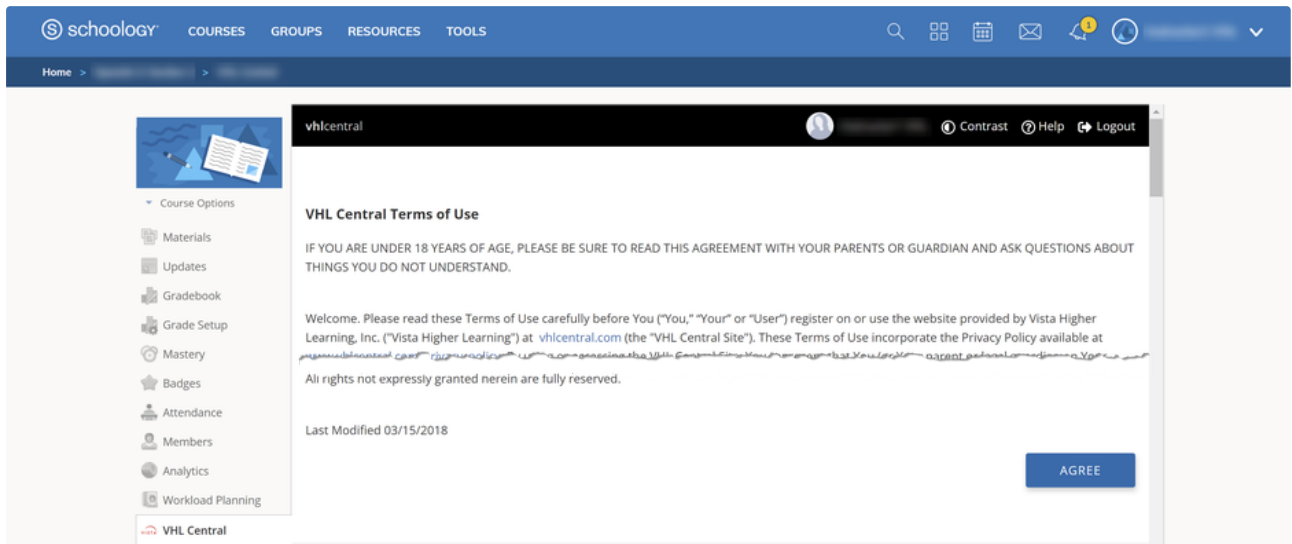 schoology
COURSES
GROUPS
RESOURCES
TOOLS
1
Home > >
vhlcentral
Contrast
Help
Logout
Course Options
Materials
Updates
Gradebook
Grade Setup
Mastery
Badges
Attendance
Members
Analytics
Workload Planning
VISTA VHL Central
VHL Central Terms of Use
IF YOU ARE UNDER 18 YEARS OF AGE, PLEASE BE SURE TO READ THIS AGREEMENT WITH YOUR PARENTS OR GUARDIAN AND ASK QUESTIONS ABOUT
THINGS YOU DO NOT UNDERSTAND.
Welcome. Please read these Terms of Use carefully before You (“You,” “Your” or “User”) register on or use the website provided by Vista Higher
Learning, Inc. ("Vista Higher Learning") at vhlcentral.com (the "VHL Central Site"). These Terms of Use incorporate the Privacy Policy available at
All rights not expressly granted herein are fully reserved.
Last Modified 03/15/2018
AGREE